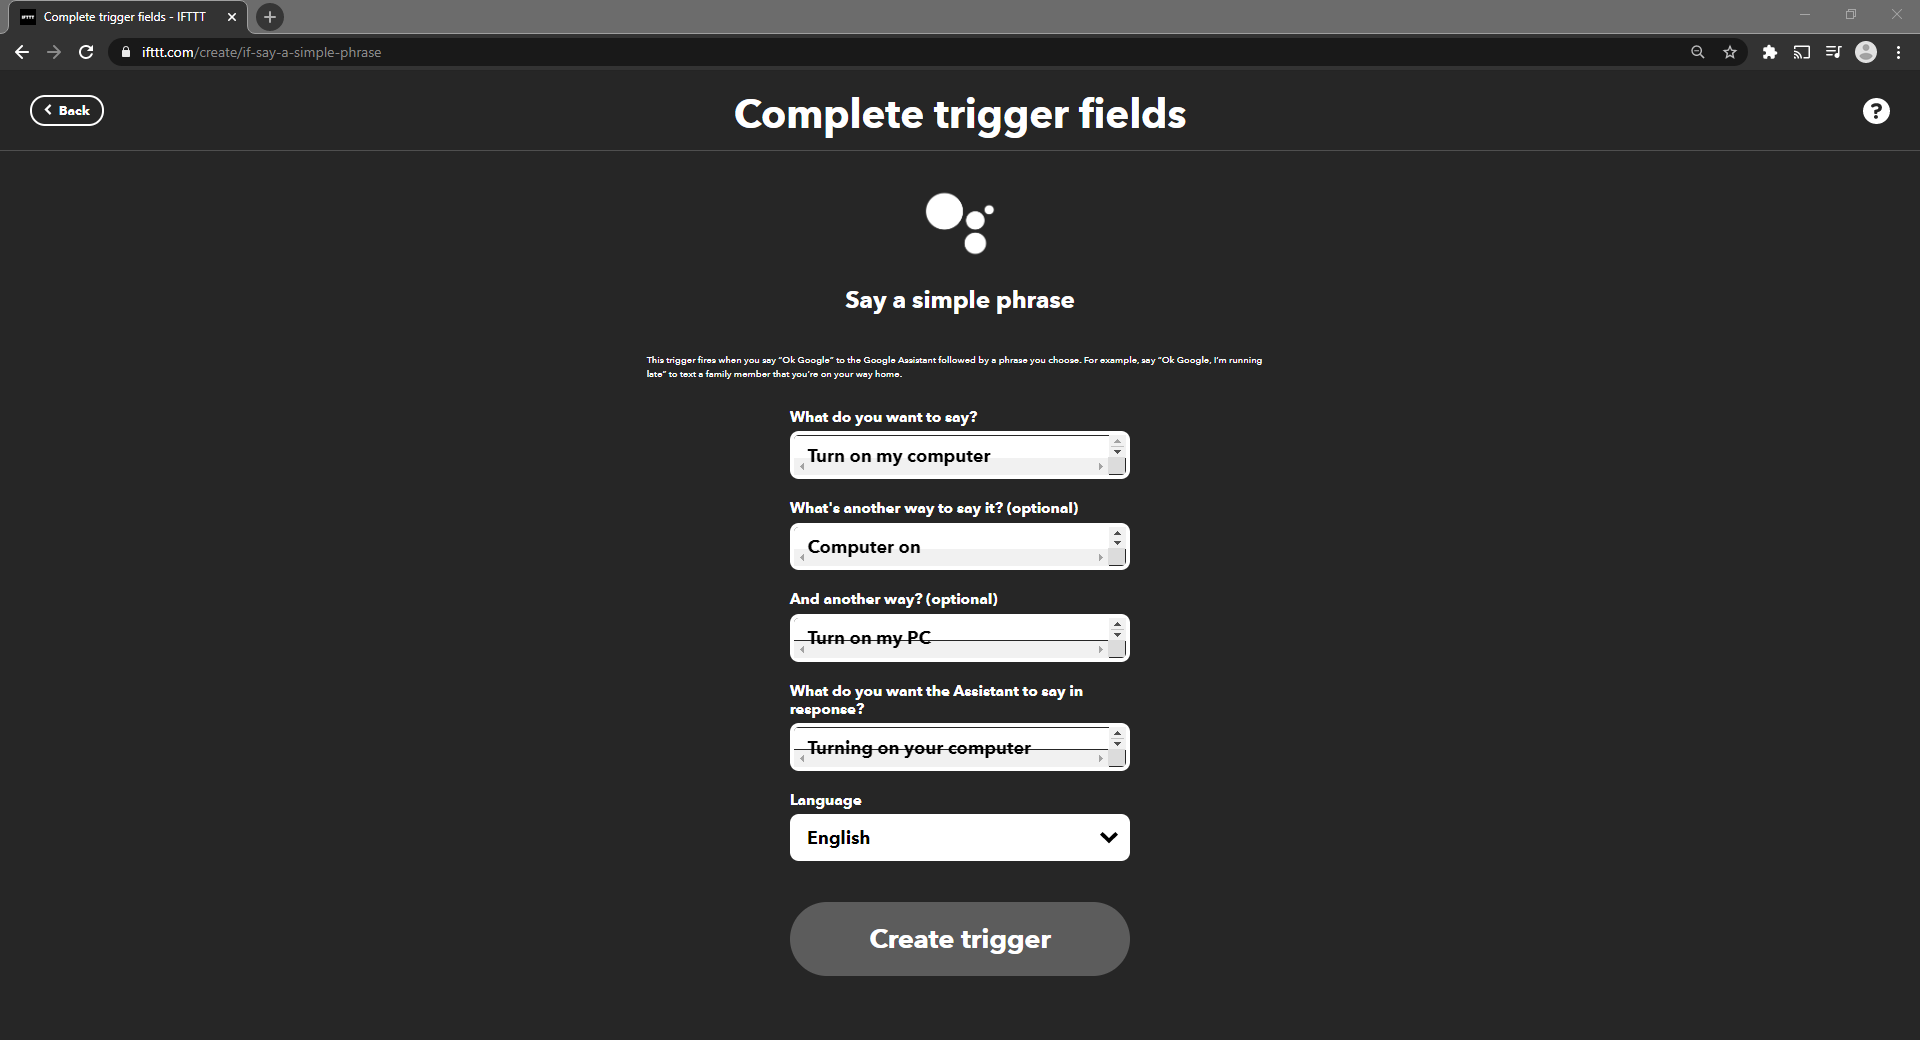 Complete trigger fields - IFTTT
ifttt.com/create/if-say-a-simple-phrase
Back
Complete trigger fields
?
Say a simple phrase
This trigger fires when you say "Ok Google" to the Google Assistant followed by a phrase you choose. For example, say "Ok Google, I'm running
late" to text a family member that you're on your way home.
What do you want to say?
Turn on my computer
What's another way to say it? (optional)
Computer on
And another way? (optional)
Turn on my PC
What do you want the Assistant to say in
response?
Turning on your computer
Language
English
Create trigger